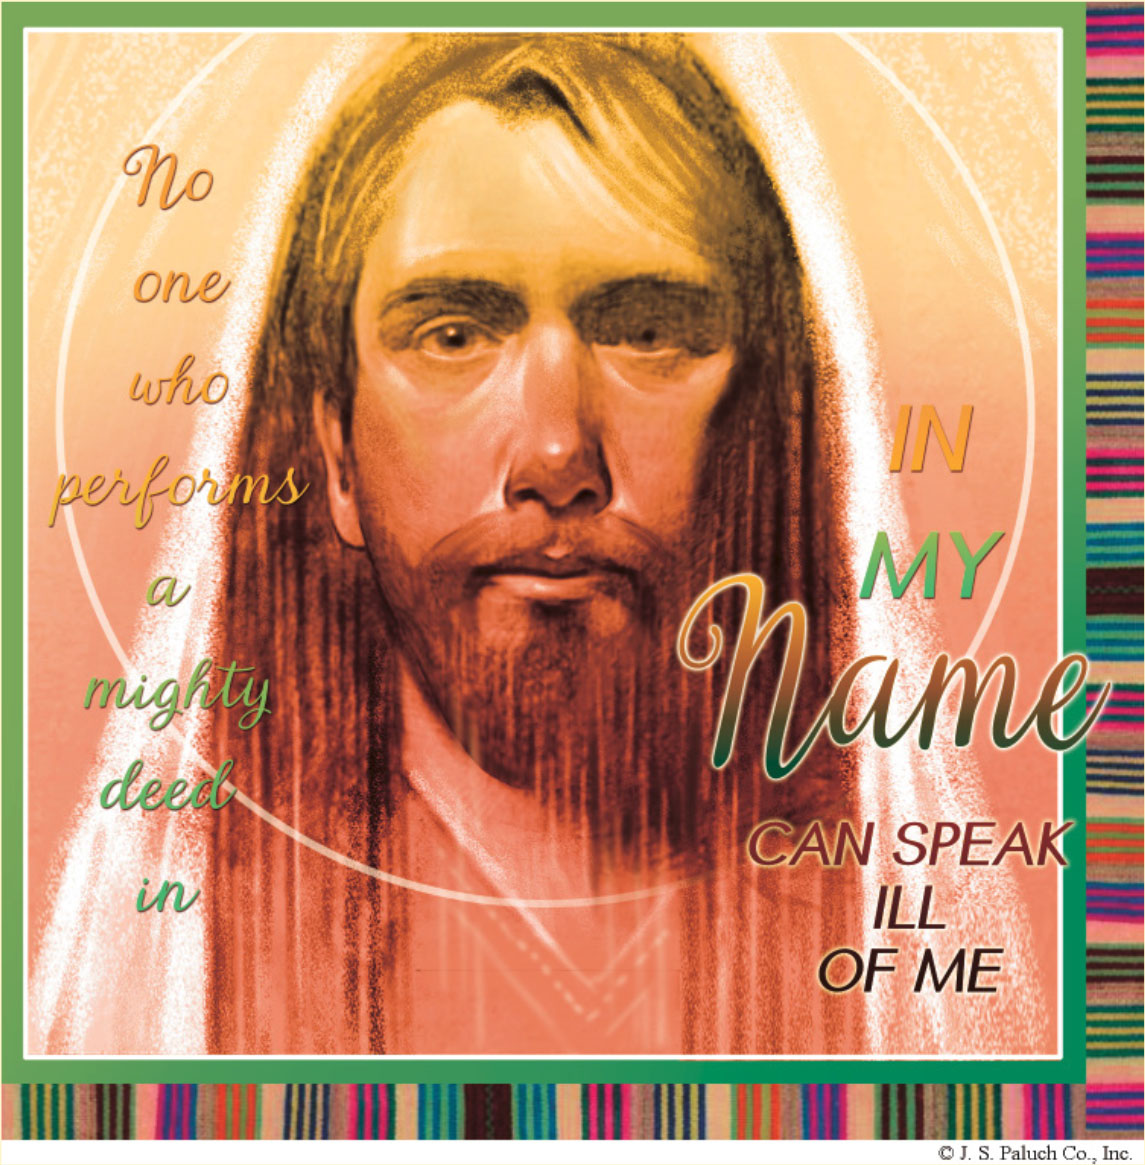 No
one
who
performs
a
mighty
deed
in
IN
MY
Name
CAN SPEAK
ILL
OF ME
© J. S. Paluch Co., Inc.